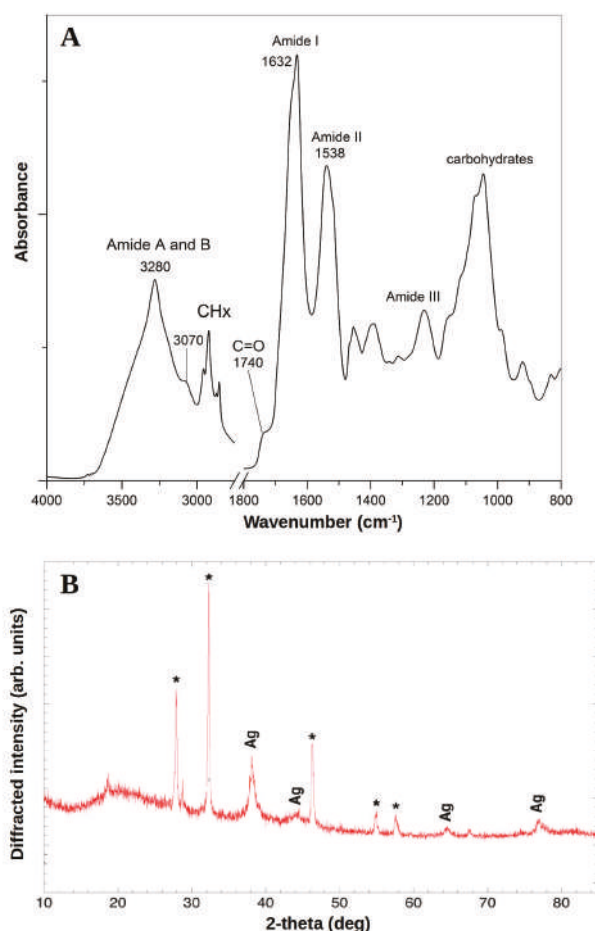 A
Amide I
1632
Amide II
1538
carbohydrates
Amide A and B
3280
CHx
3070
Amide III
C=O
1740
Absorbance
4000 3500 3000 1800 1600 1400 1200 1000 800
Wavenumber (cm⁻¹)
B
*
*
Ag
*
Ag
* *
Ag
Ag
Diffracted intensity (arb. units)
10 20 30 40 50 60 70 80
2-theta (deg)